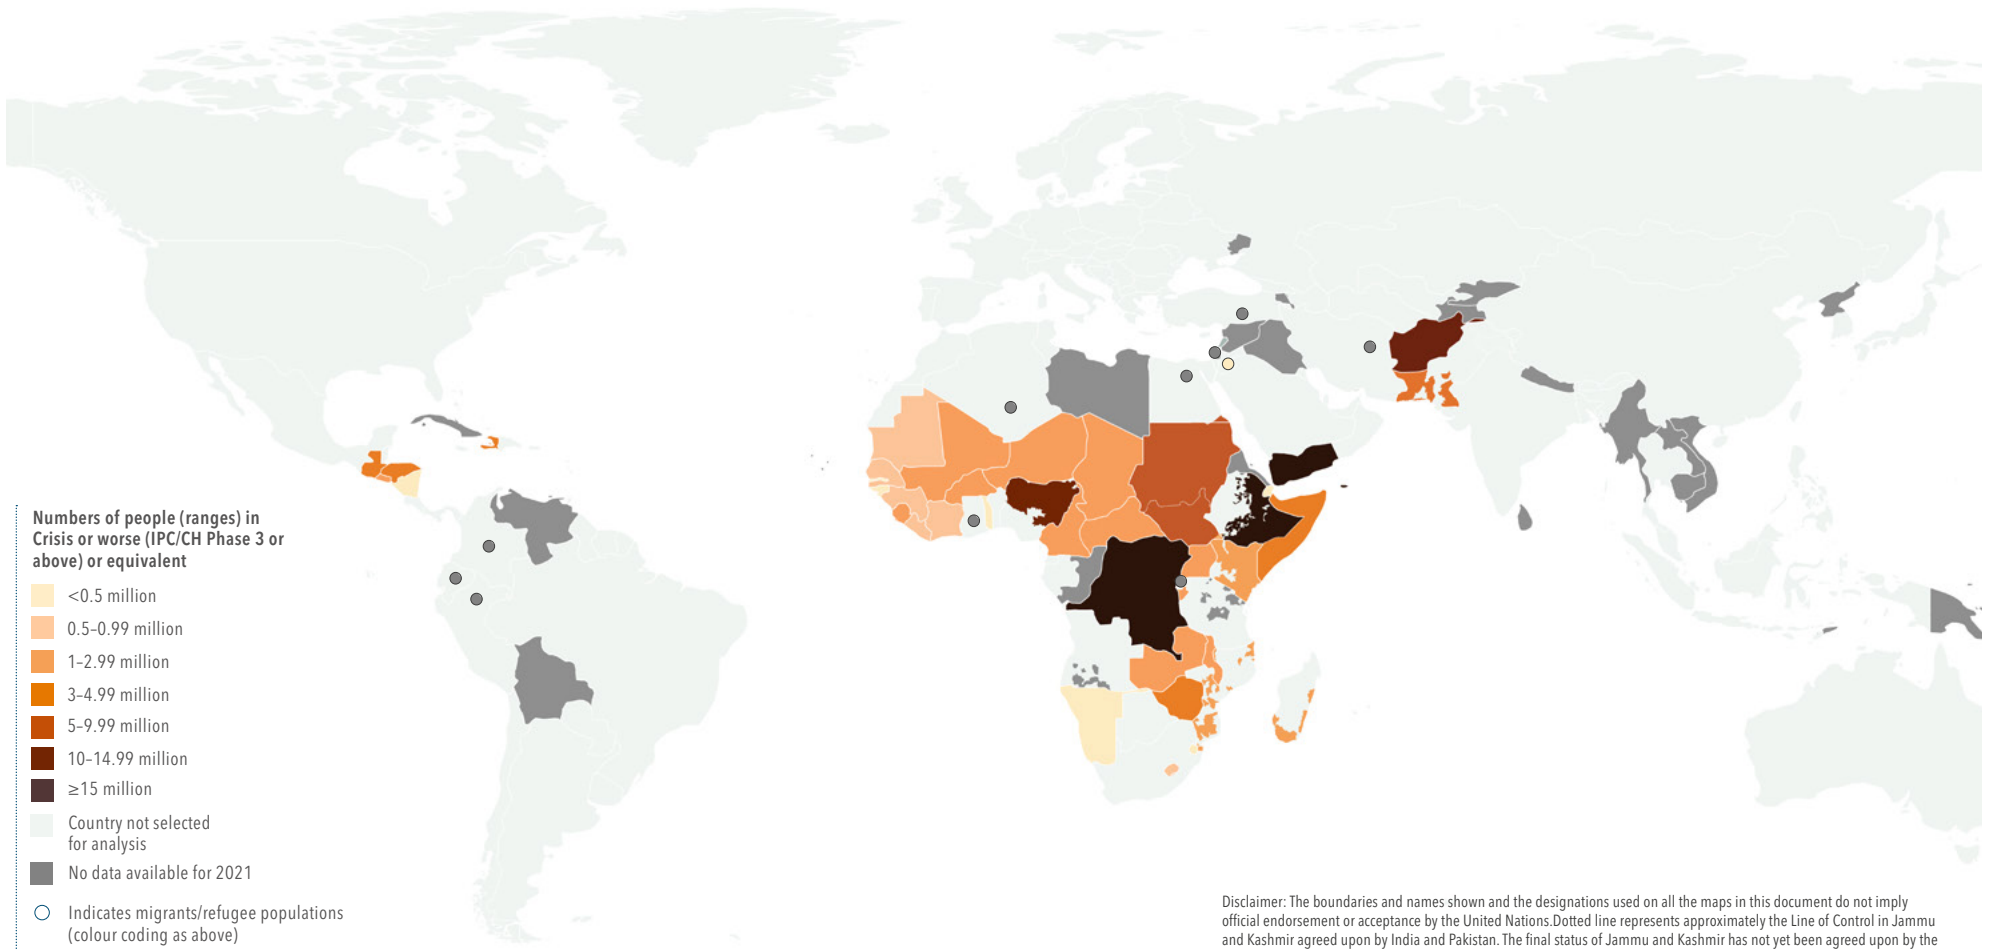 Numbers of people (ranges) in
Crisis or worse (IPC/CH Phase 3 or
above) or equivalent
<0.5 million
0.5–0.99 million
1–2.99 million
3–4.99 million
5–9.99 million
10–14.99 million
≥15 million
Country not selected
for analysis
No data available for 2021
Indicates migrants/refugee populations
(colour coding as above)
Disclaimer: The boundaries and names shown and the designations used on all the maps in this document do not imply
official endorsement or acceptance by the United Nations.Dotted line represents approximately the Line of Control in Jammu
and Kashmir agreed upon by India and Pakistan. The final status of Jammu and Kashmir has not yet been agreed upon by the